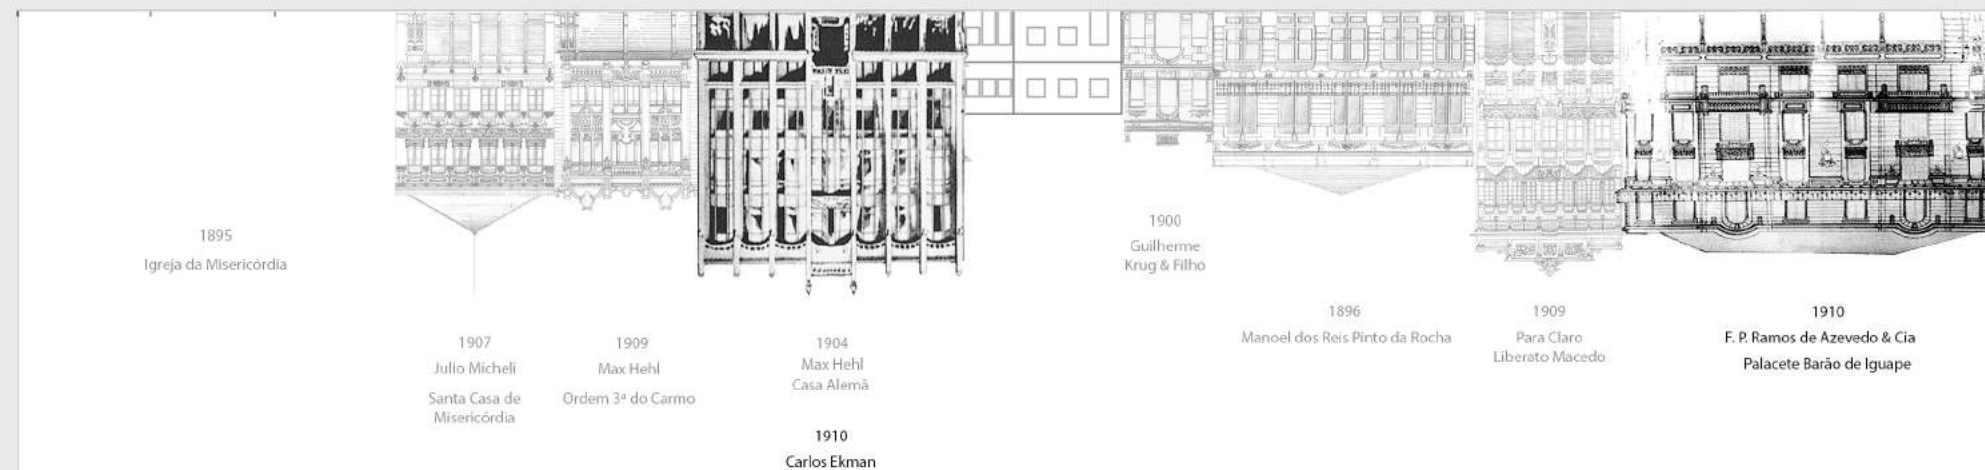 1895
Igreja da Misericórdia
1907
Julio Micheli
Santa Casa de
Misericórdia
1909
Max Hehl
Ordem 3ª do Carmo
1904
Max Hehl
Casa Alemã
1910
Carlos Ekman
1900
Guilherme
Krug & Filho
1896
Manoel dos Reis Pinto da Rocha
1909
Para Claro
Liberato Macedo
1910
F. P. Ramos de Azevedo & Cia
Palacete Barão de Iguape